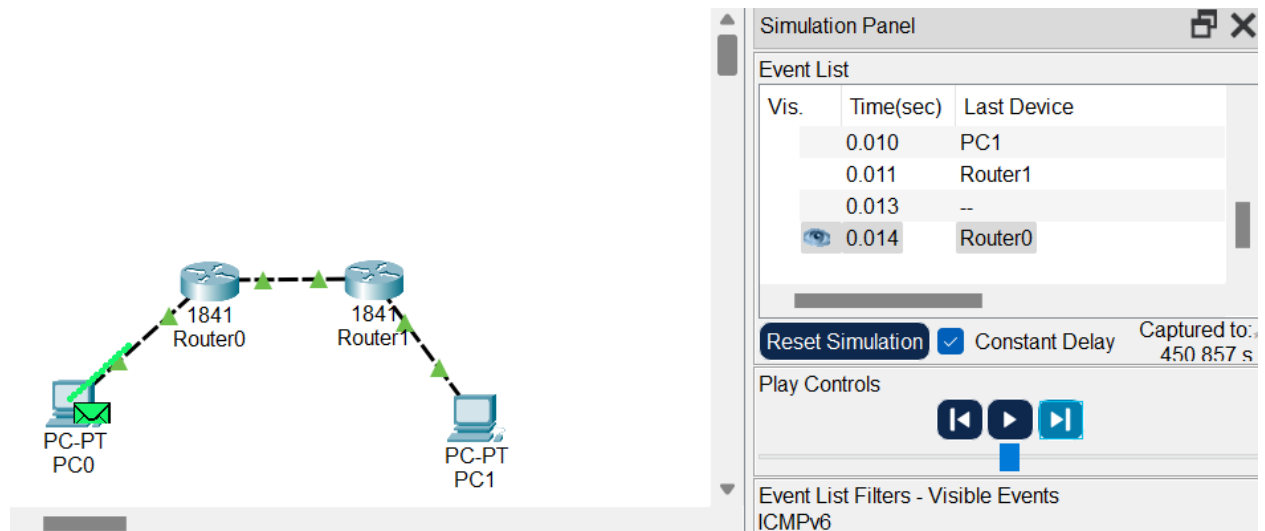 Simulation Panel
Event List
Vis. Time(sec) Last Device
0.010 PC1
0.011 Router1
0.013 --
0.014 Router0
1841
Router0
1841
Router1
PC-PT
PC0
PC-PT
PC1
Reset Simulation Constant Delay Captured to:
450.857 s
Play Controls
Event List Filters - Visible Events
ICMPv6